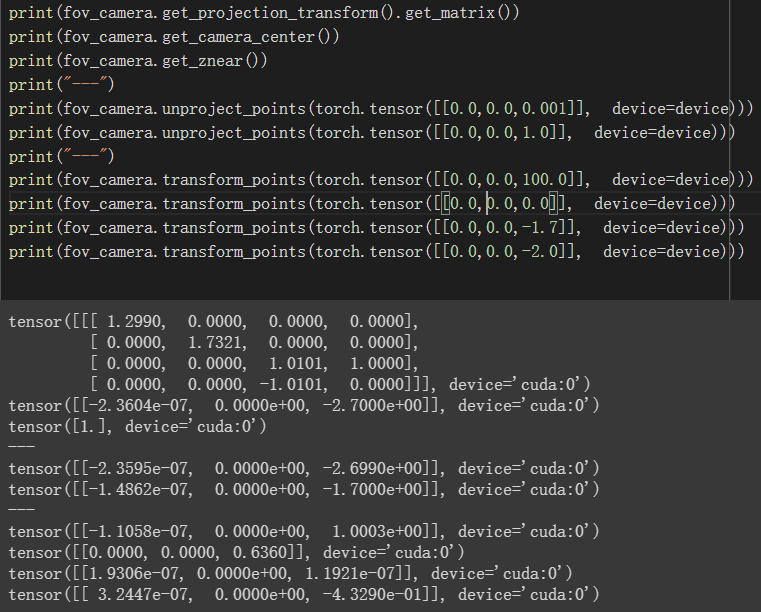 print(fov_camera.get_projection_transform().get_matrix())
print(fov_camera.get_camera_center())
print(fov_camera.get_znear())
print("---")
print(fov_camera.unproject_points(torch.tensor([[0.0,0.0,0.001]],  device=device)))
print(fov_camera.unproject_points(torch.tensor([[0.0,0.0,1.0]],  device=device)))
print("---")
print(fov_camera.transform_points(torch.tensor([[0.0,0.0,100.0]],  device=device)))
print(fov_camera.transform_points(torch.tensor([[0.0,0.0,0.0]],  device=device)))
print(fov_camera.transform_points(torch.tensor([[0.0,0.0,-1.7]],  device=device)))
print(fov_camera.transform_points(torch.tensor([[0.0,0.0,-2.0]],  device=device)))
tensor([[[ 1.2990,  0.0000,  0.0000,  0.0000],
         [ 0.0000,  1.7321,  0.0000,  0.0000],
         [ 0.0000,  0.0000,  1.0101,  1.0000],
         [ 0.0000,  0.0000, -1.0101,  0.0000]]], device='cuda:0')
tensor([[-2.3604e-07,  0.0000e+00, -2.7000e+00]], device='cuda:0')
tensor([1.], device='cuda:0')
---
tensor([[-2.3595e-07,  0.0000e+00, -2.6990e+00]], device='cuda:0')
tensor([[-1.4862e-07,  0.0000e+00, -1.7000e+00]], device='cuda:0')
---
tensor([[-1.1058e-07,  0.0000e+00,  1.0003e+00]], device='cuda:0')
tensor([[0.0000, 0.0000, 0.6360]], device='cuda:0')
tensor([[1.9306e-07, 0.0000e+00, 1.1921e-07]], device='cuda:0')
tensor([[ 3.2447e-07,  0.0000e+00, -4.3290e-01]], device='cuda:0')